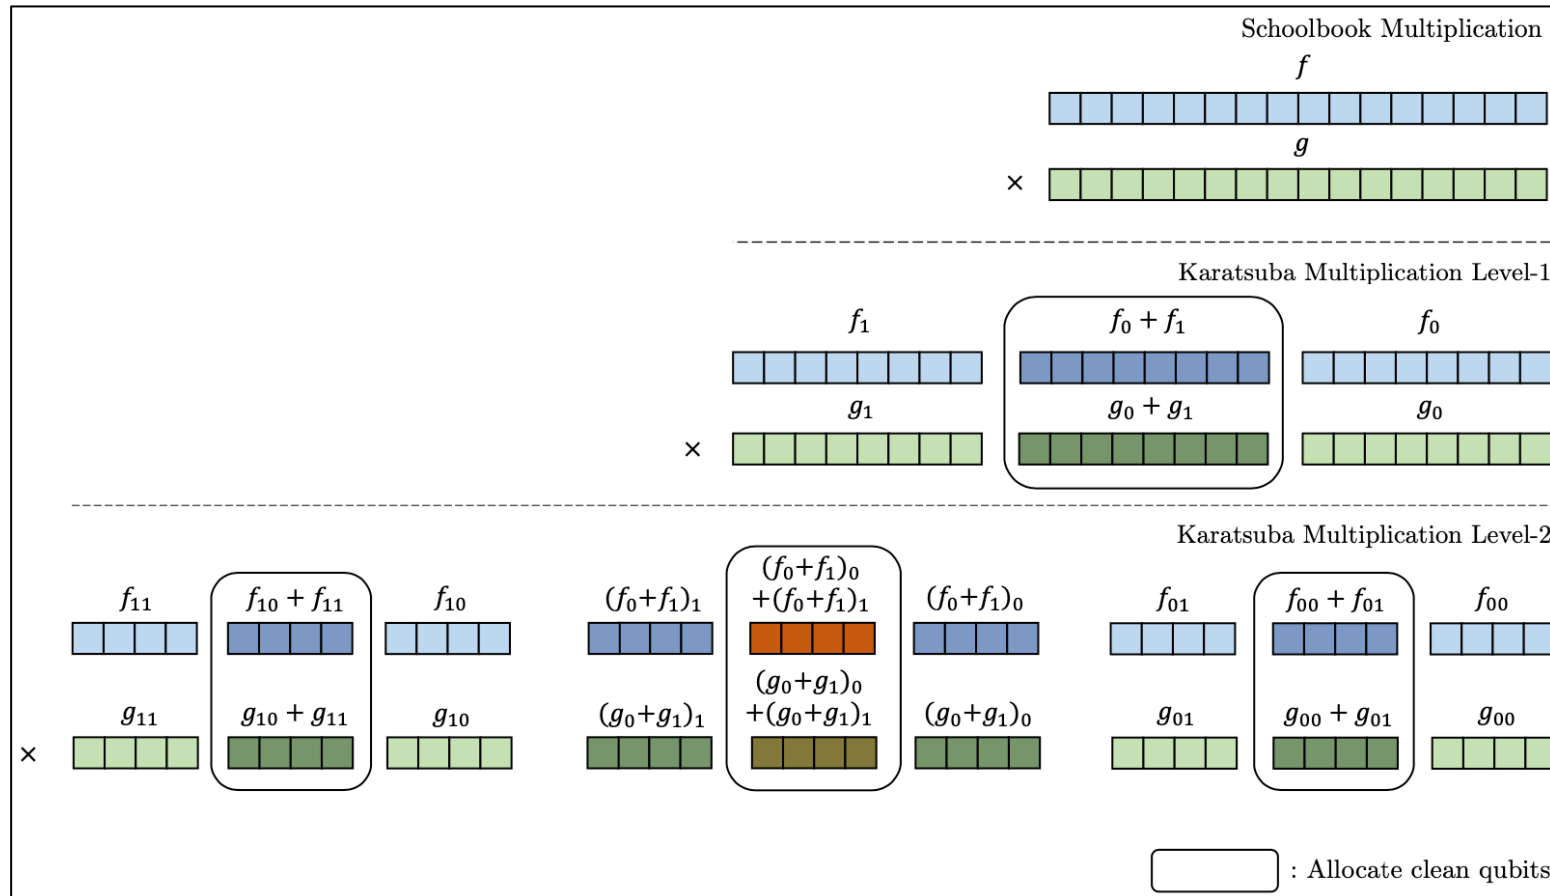 Schoolbook Multiplication
f
g
×
Karatsuba Multiplication Level-1
f₁ f₀ + f₁ f₀
g₁ g₀ + g₁ g₀
×
Karatsuba Multiplication Level-2
f₁₁ f₁₀ + f₁₁ f₁₀ (f₀+f₁)₁ (f₀+f₁)₀ +(f₀+f₁)₁ (f₀+f₁)₀ f₀₁ f₀₀ + f₀₁ f₀₀
g₁₁ g₁₀ + g₁₁ g₁₀ (g₀+g₁)₁ (g₀+g₁)₀ +(g₀+g₁)₁ (g₀+g₁)₀ g₀₁ g₀₀ + g₀₁ g₀₀
×
: Allocate clean qubits